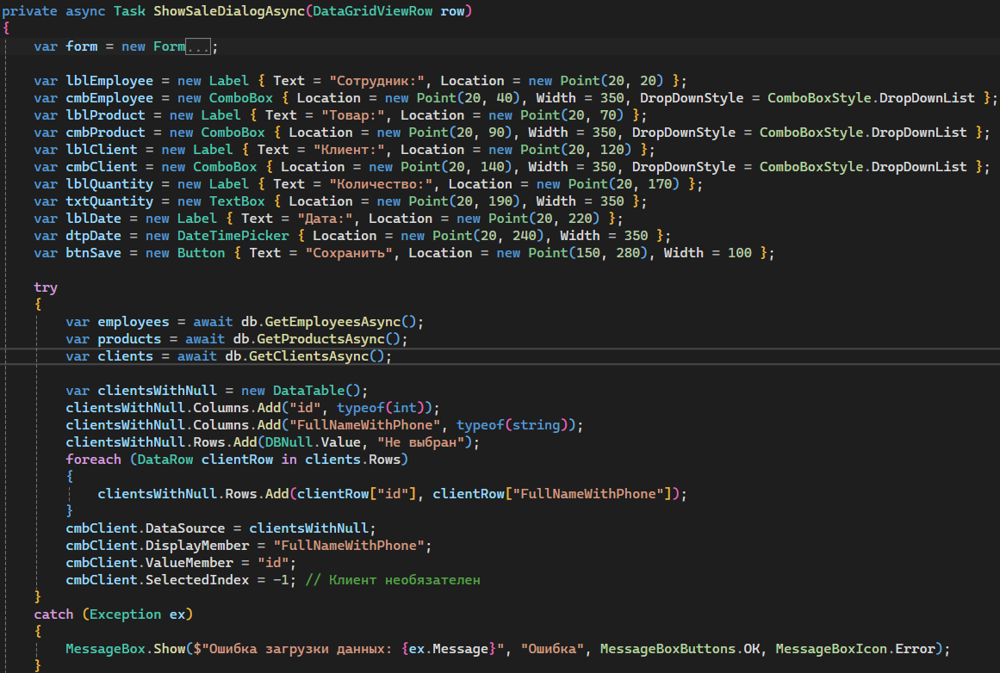 private async Task ShowSaleDialogAsync(DataGridViewRow row)
{
var form = new Form...;
var lblEmployee = new Label { Text = "Сотрудник:", Location = new Point(20, 20) };
var cmbEmployee = new ComboBox { Location = new Point(20, 40), Width = 350, DropDownStyle = ComboBoxStyle.DropDownList };
var lblProduct = new Label { Text = "Товар:", Location = new Point(20, 70) };
var cmbProduct = new ComboBox { Location = new Point(20, 90), Width = 350, DropDownStyle = ComboBoxStyle.DropDownList };
var lblClient = new Label { Text = "Клиент:", Location = new Point(20, 120) };
var cmbClient = new ComboBox { Location = new Point(20, 140), Width = 350, DropDownStyle = ComboBoxStyle.DropDownList };
var lblQuantity = new Label { Text = "Количество:", Location = new Point(20, 170) };
var txtQuantity = new TextBox { Location = new Point(20, 190), Width = 350 };
var lblDate = new Label { Text = "Дата:", Location = new Point(20, 220) };
var dtpDate = new DateTimePicker { Location = new Point(20, 240), Width = 350 };
var btnSave = new Button { Text = "Сохранить", Location = new Point(150, 280), Width = 100 };
try
{
var employees = await db.GetEmployeesAsync();
var products = await db.GetProductsAsync();
var clients = await db.GetClientsAsync();
var clientsWithNull = new DataTable();
clientsWithNull.Columns.Add("id", typeof(int));
clientsWithNull.Columns.Add("FullNameWithPhone", typeof(string));
clientsWithNull.Rows.Add(DBNull.Value, "Не выбран");
foreach (DataRow clientRow in clients.Rows)
{
clientsWithNull.Rows.Add(clientRow["id"], clientRow["FullNameWithPhone"]);
}
cmbClient.DataSource = clientsWithNull;
cmbClient.DisplayMember = "FullNameWithPhone";
cmbClient.ValueMember = "id";
cmbClient.SelectedIndex = -1; // Клиент необязателен
}
catch (Exception ex)
{
MessageBox.Show($"Ошибка загрузки данных: {ex.Message}", "Ошибка", MessageBoxButtons.OK, MessageBoxIcon.Error);
}